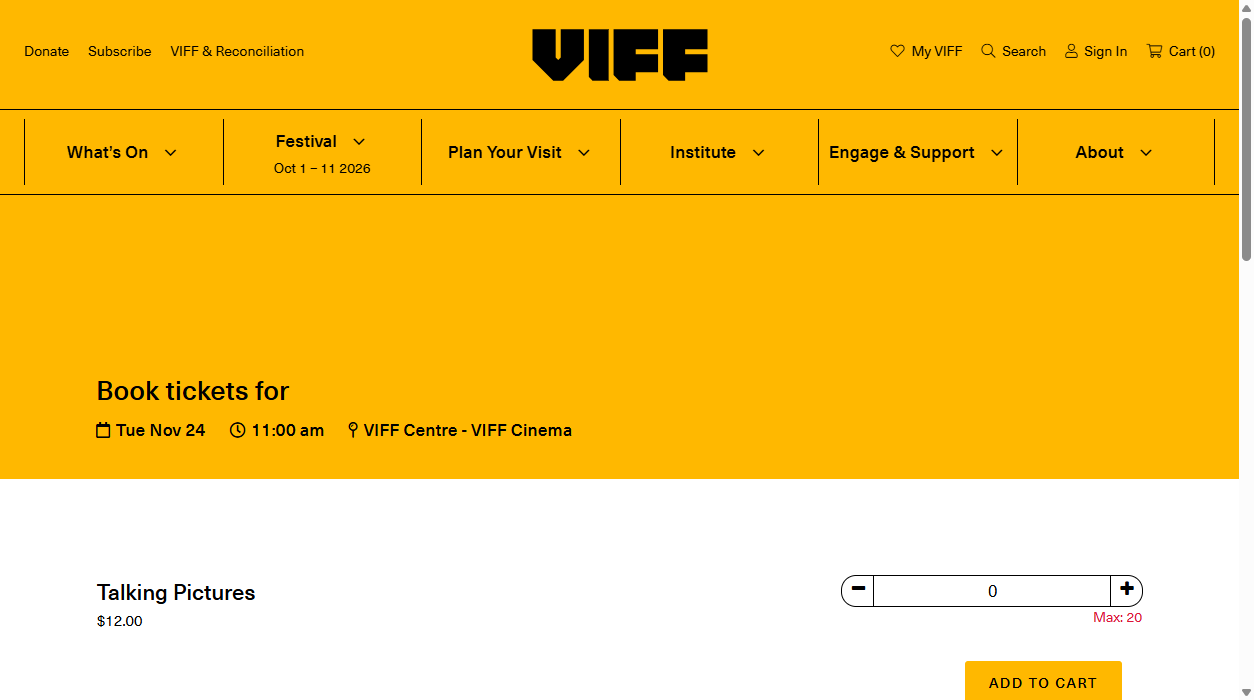 Donate Subscribe VIFF & Reconciliation
VIFF
My VIFF Search Sign In Cart (0)
What's On
Festival
Oct 1 – 11 2026
Plan Your Visit
Institute
Engage & Support
About
Book tickets for
Tue Nov 24 11:00 am VIFF Centre - VIFF Cinema
Talking Pictures
$12.00
0
Max: 20
ADD TO CART